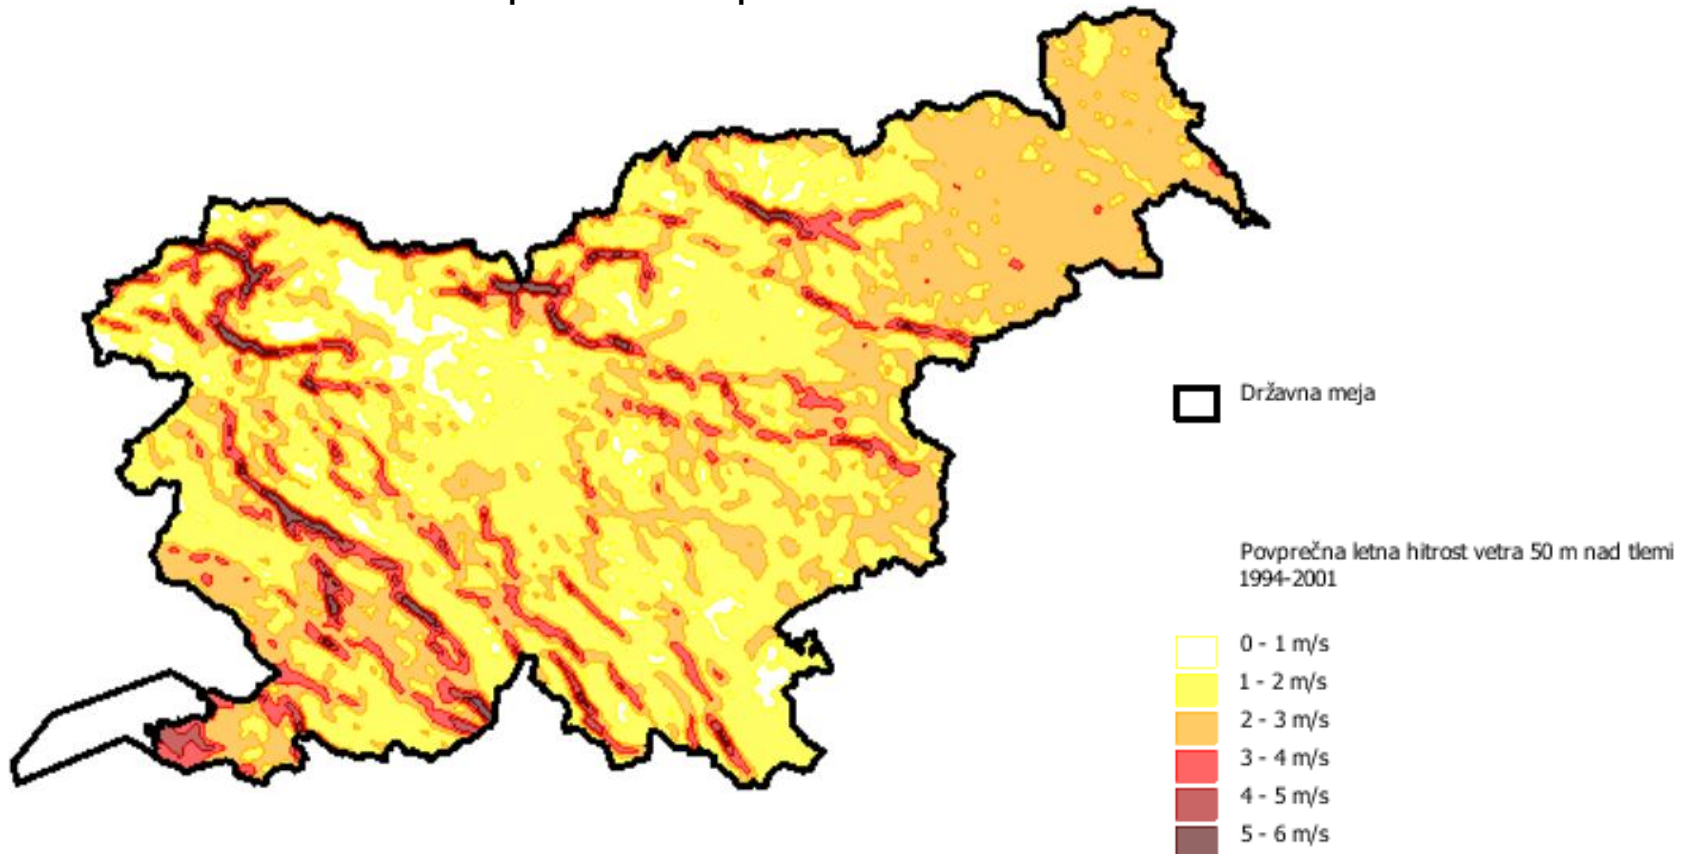 Državna meja
Povprečna letna hitrost vetra 50 m nad tlemi
1994-2001
0 - 1 m/s
1 - 2 m/s
2 - 3 m/s
3 - 4 m/s
4 - 5 m/s
5 - 6 m/s